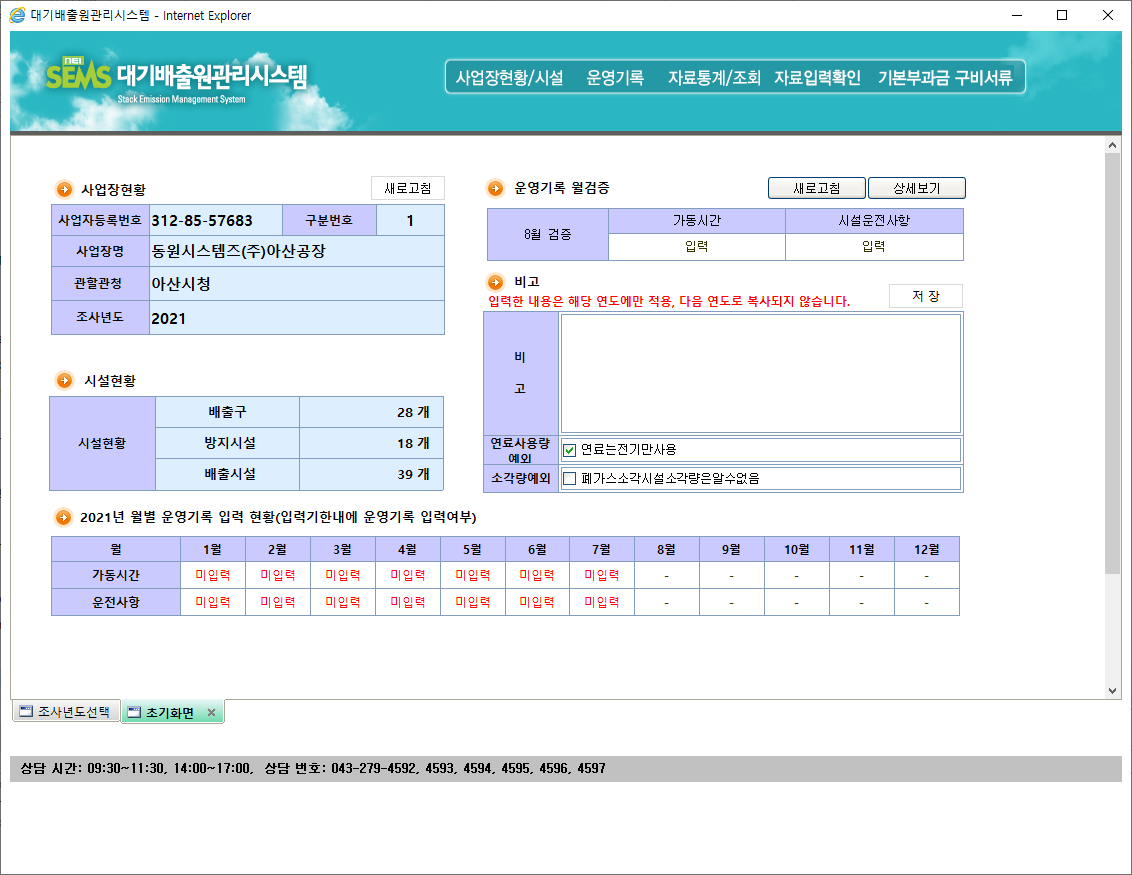 대기배출원관리시스템 - Internet Explorer
NEI
SEMS 대기배출원관리시스템
Stack Emission Management System
사업장현황/시설 운영기록 자료통계/조회 자료입력확인 기본부과금 구비서류
사업장현황 새로고침
사업자등록번호 312-85-57683 구분번호 1
사업장명 동원시스템즈(주)아산공장
관할관청 아산시청
조사년도 2021
시설현황
시설현황
배출구 28 개
방지시설 18 개
배출시설 39 개
운영기록 월검증 새로고침 상세보기
8월 검증
가동시간 시설운전사항
입력 입력
비고
입력한 내용은 해당 연도에만 적용, 다음 연도로 복사되지 않습니다. 저 장
비
고
연료사용량
예외
연료는전기만사용
소각량예외 폐가스소각시설소각량은알수없음
2021년 월별 운영기록 입력 현황(입력기한내에 운영기록 입력여부)
월 1월 2월 3월 4월 5월 6월 7월 8월 9월 10월 11월 12월
가동시간 미입력 미입력 미입력 미입력 미입력 미입력 미입력 - - - - -
운전사항 미입력 미입력 미입력 미입력 미입력 미입력 미입력 - - - - -
조사년도선택 초기화면
상담 시간: 09:30~11:30, 14:00~17:00, 상담 번호: 043-279-4592, 4593, 4594, 4595, 4596, 4597